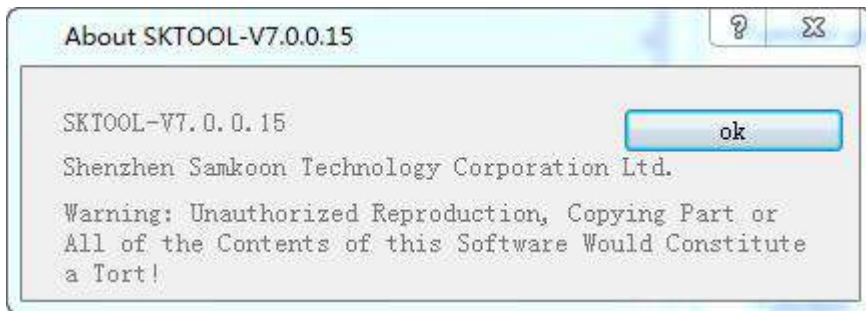 About SKTOOL-V7.0.0.15
SKTOOL-V7.0.0.15
ok
Shenzhen Samkoon Technology Corporation Ltd.
Warning: Unauthorized Reproduction, Copying Part or
All of the Contents of this Software Would Constitute
a Tort!